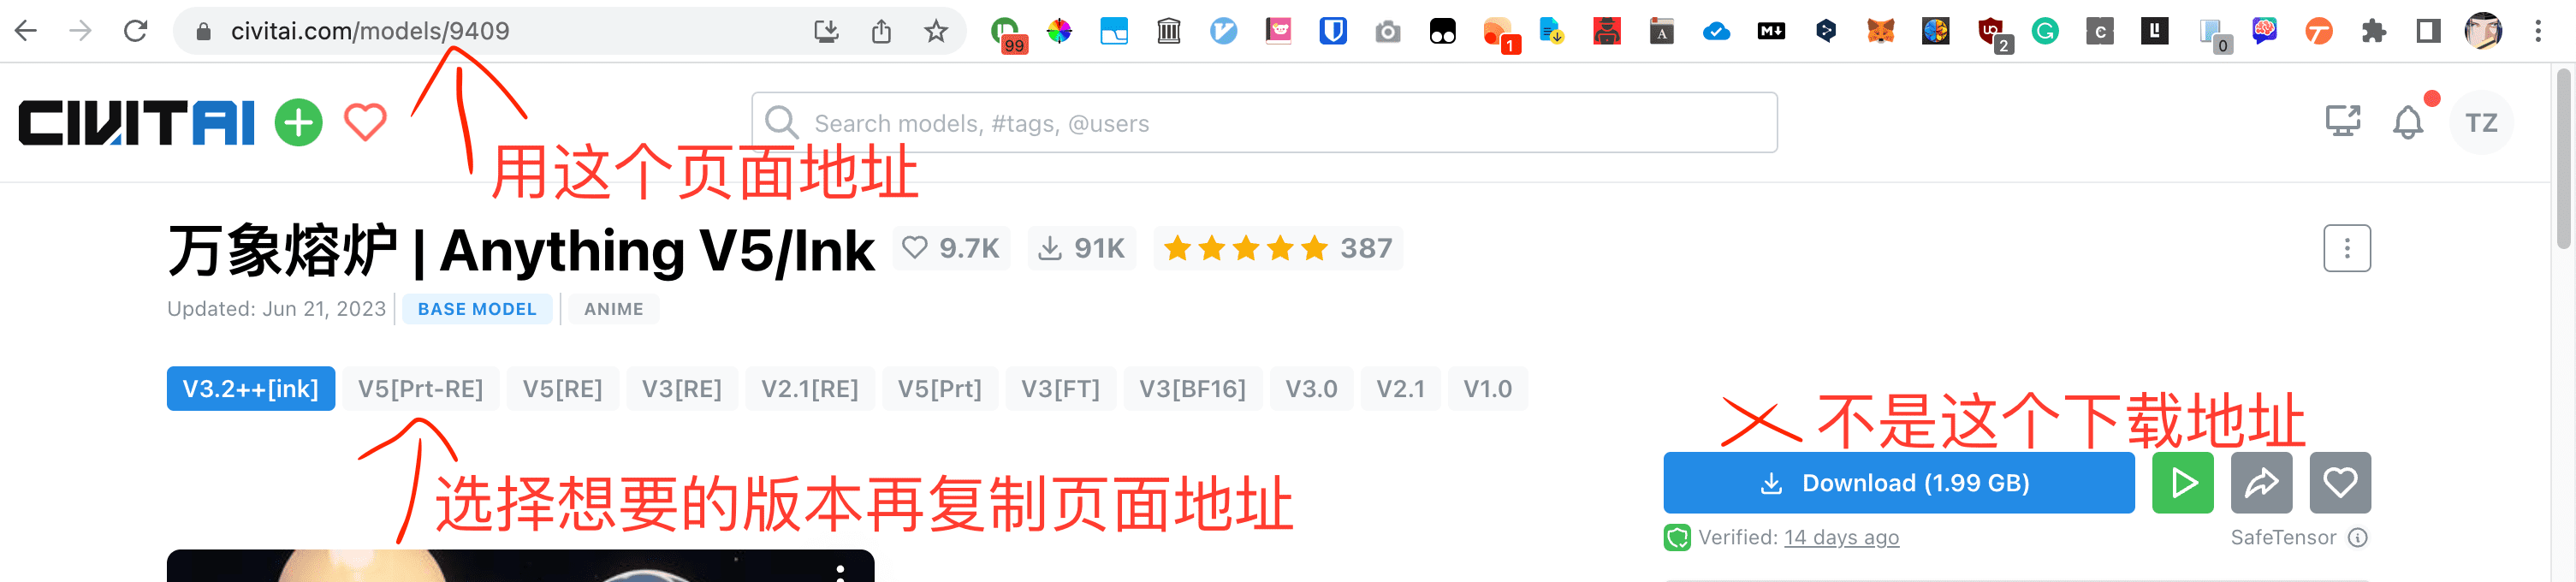 civitai.com/models/9409
99
1
A
M
UD
2
C
0
CIVITAI
Search models, #tags, @users
TZ
用这个页面地址
万象熔炉 | Anything V5/Ink
9.7K
91K
387
Updated: Jun 21, 2023
BASE MODEL
ANIME
V3.2++[ink]
V5[Prt-RE]
V5[RE]
V3[RE]
V2.1[RE]
V5[Prt]
V3[FT]
V3[BF16]
V3.0
V2.1
V1.0
不是这个下载地址
选择想要的版本再复制页面地址
Download (1.99 GB)
Verified: 14 days ago
SafeTensor